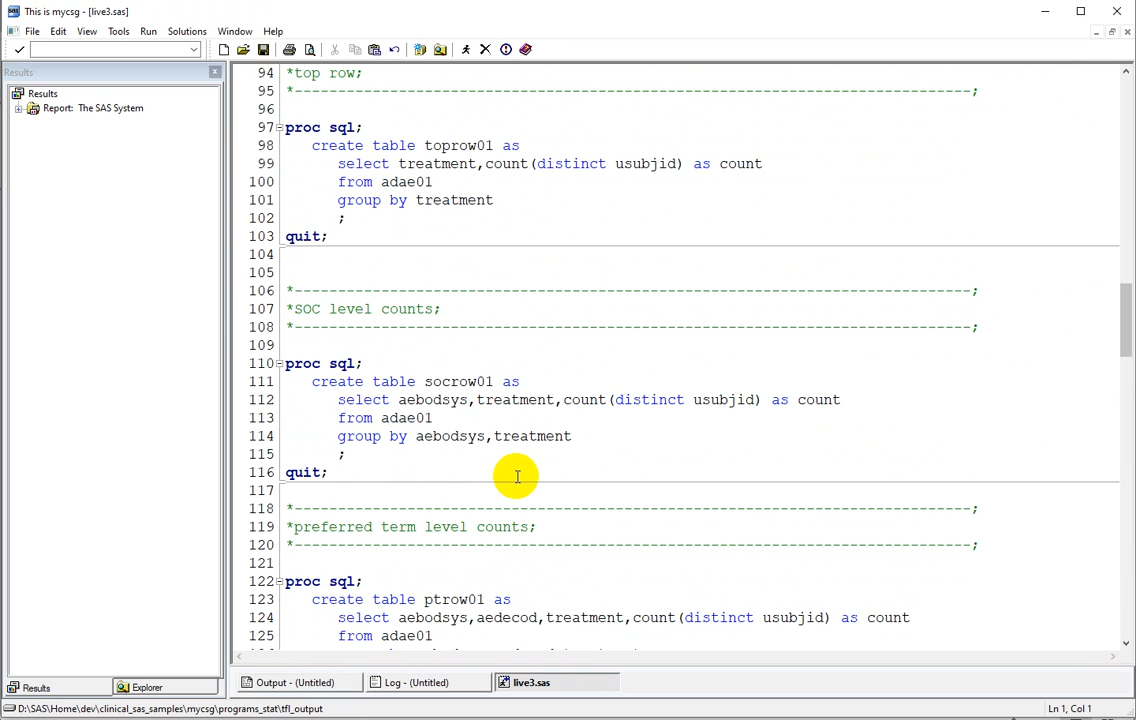 This is mycsg - [live3.sas]
File Edit View Tools Run Solutions Window Help
Results
Results
Report: The SAS System
94 *top row;
95 *------------------------------------------------------------------------------;
96
97 proc sql;
98 create table toprow01 as
99 select treatment,count(distinct usubjid) as count
100 from adae01
101 group by treatment
102 ;
103 quit;
104
105
106 *------------------------------------------------------------------------------;
107 *SOC level counts;
108 *------------------------------------------------------------------------------;
109
110 proc sql;
111 create table socrow01 as
112 select aebodsys,treatment,count(distinct usubjid) as count
113 from adae01
114 group by aebodsys,treatment
115 ;
116 quit;
117
118 *------------------------------------------------------------------------------;
119 *preferred term level counts;
120 *------------------------------------------------------------------------------;
121
122 proc sql;
123 create table ptrow01 as
124 select aebodsys,aedecod,treatment,count(distinct usubjid) as count
125 from adae01
Results Explorer
Output - (Untitled) Log - (Untitled) live3.sas
D:\SAS\Home\dev\clinical_sas_samples\mycsg\programs_stat\tfl_output Ln 1, Col 1